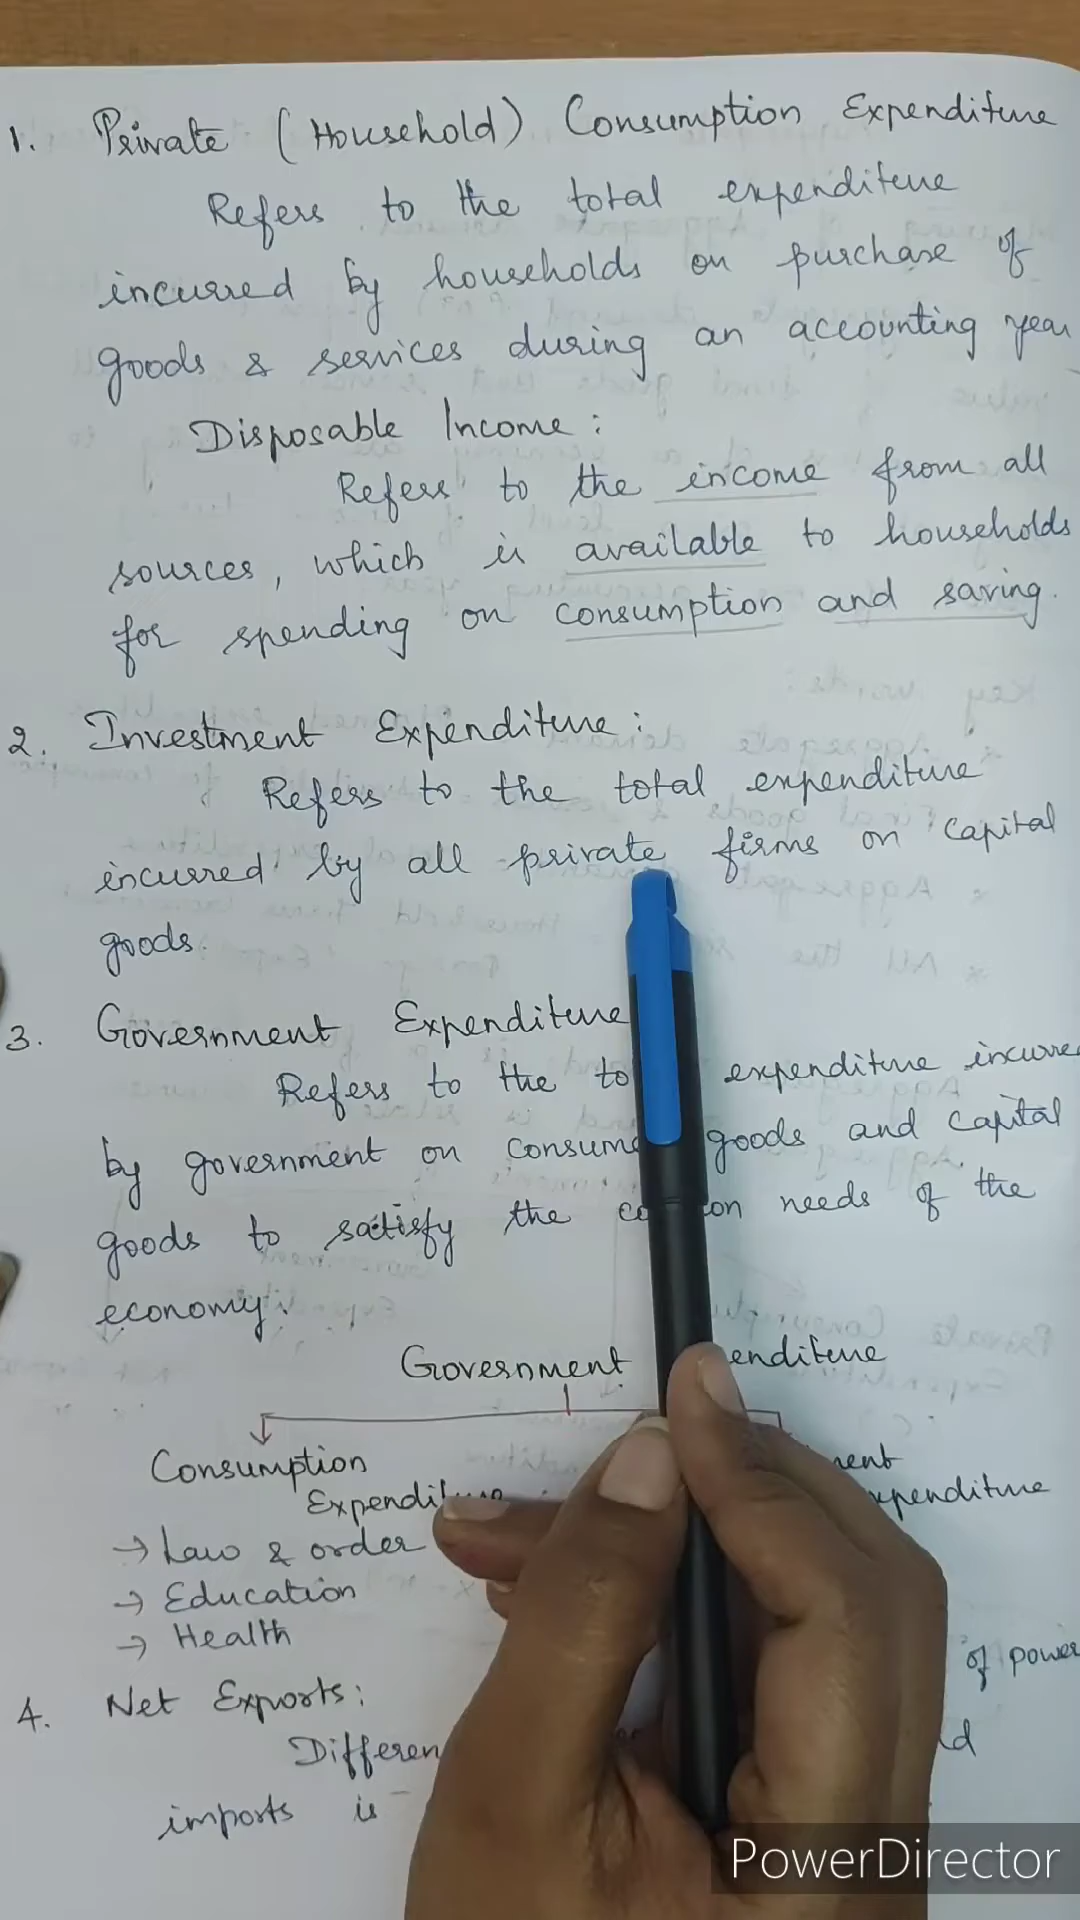 1. Private (Household) Consumption Expenditure
Refers to the total expenditure
incurred by households on purchase of
goods & services during an accounting year
Disposable Income:
Refers to the income from all
sources, which is available to households
for spending on consumption and saving.
2. Investment Expenditure:
Refers to the total expenditure
incurred by all private firms on capital
goods.
3. Government Expenditure
Refers to the expenditure
by government on goods and capital
goods to satisfy the needs of the
economy.
Government
Consumption
Expenditure
→ Law & order
→ Education
→ Health
of power
4. Net Exports:
imports is
PowerDirector